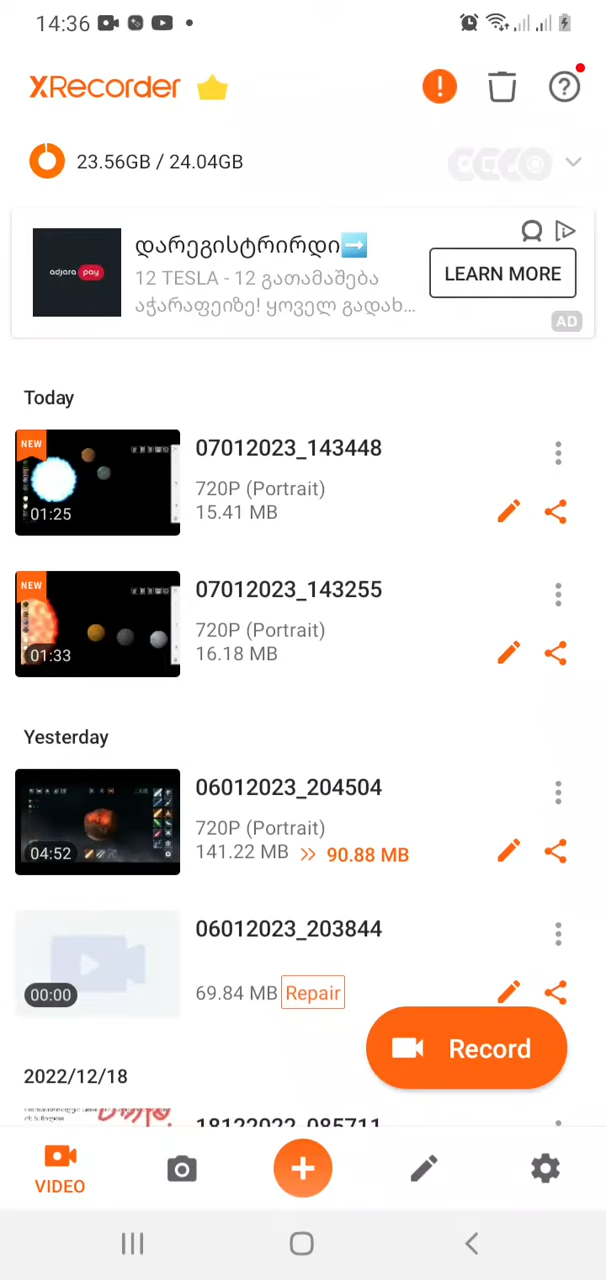 14:36
XRecorder
23.56GB / 24.04GB
adjara pay
დარეგისტრირდი➡️
12 TESLA - 12 გათამაშება
აჭარაფეიზე! ყოველ გადახ...
LEARN MORE
AD
Today
NEW
01:25
07012023_143448
720P (Portrait)
15.41 MB
NEW
01:33
07012023_143255
720P (Portrait)
16.18 MB
Yesterday
04:52
06012023_204504
720P (Portrait)
141.22 MB >> 90.88 MB
00:00
06012023_203844
69.84 MB Repair
Record
2022/12/18
18122022_085711
VIDEO